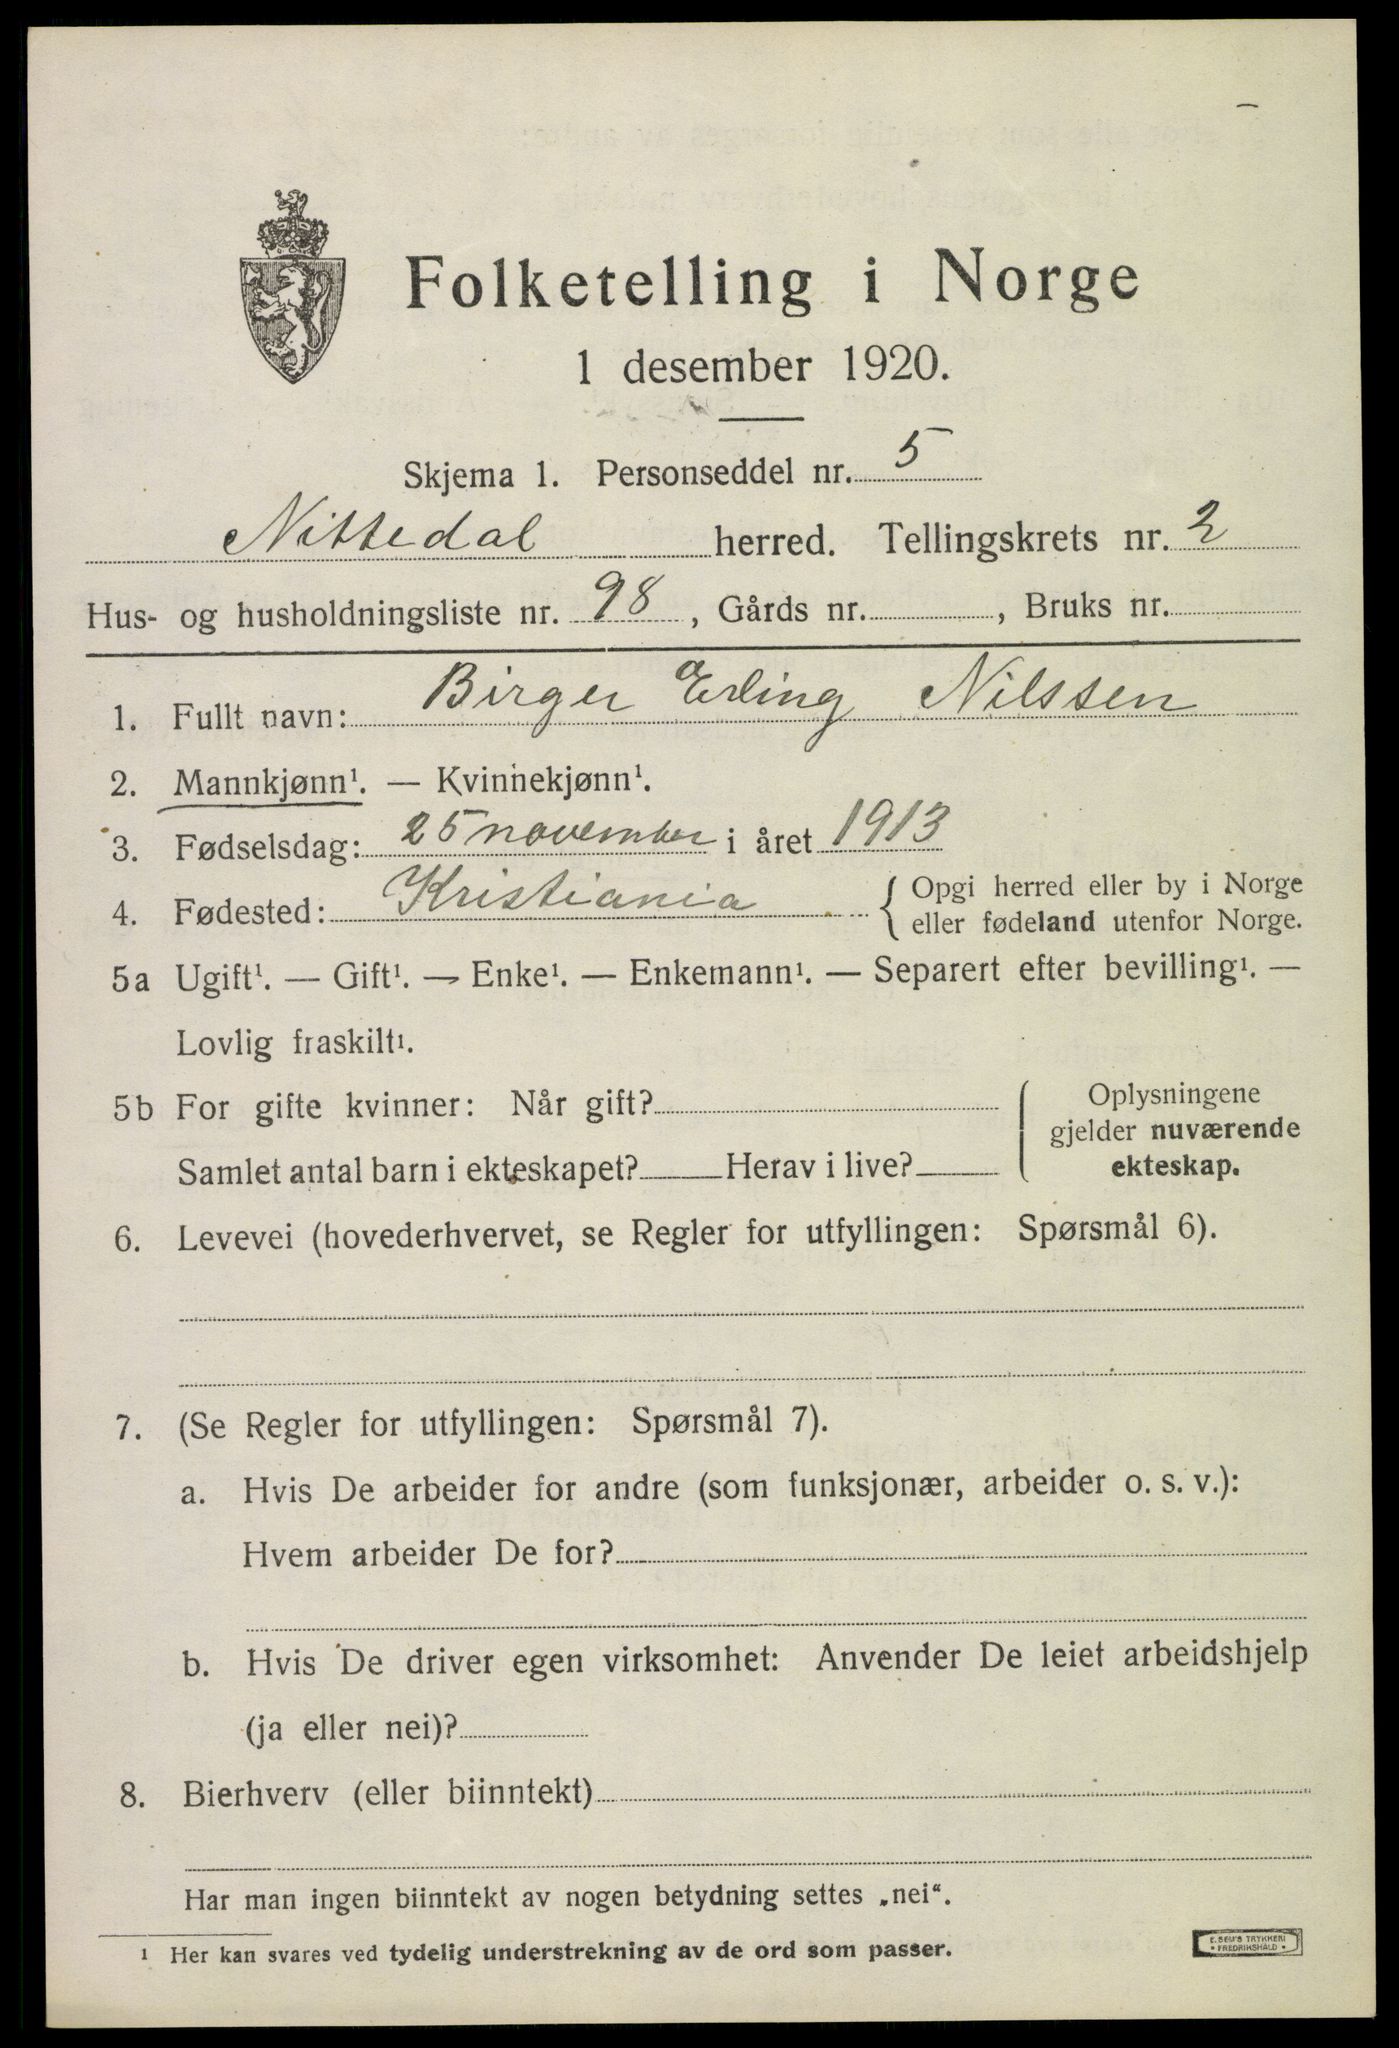 Folketelling i Norge
1 desember 1920.
Skjema 1. Personseddel nr. 5
Nittedal herred. Tellingskrets nr. 2
Hus- og husholdningsliste nr. 98, Gårds nr. , Bruks nr.
1. Fullt navn: Birger Erling Nilssen
2. Mannkjønn¹. — Kvinnekjønn¹.
3. Fødselsdag: 25 november i året 1913
4. Fødested: Kristiania { Opgi herred eller by i Norge
eller fødeland utenfor Norge.
5a Ugift¹. — Gift¹. — Enke¹. — Enkemann¹. — Separert efter bevilling¹. —
Lovlig fraskilt¹.
5b For gifte kvinner: Når gift?
Samlet antal barn i ekteskapet? Herav i live?
Oplysningene
gjelder nuværende
ekteskap.
6. Levevei (hovederhvervet, se Regler for utfyllingen: Spørsmål 6).
7. (Se Regler for utfyllingen: Spørsmål 7).
a. Hvis De arbeider for andre (som funksjonær, arbeider o. s. v.):
Hvem arbeider De for?
b. Hvis De driver egen virksomhet: Anvender De leiet arbeidshjelp
(ja eller nei)?
8. Bierhverv (eller biinntekt)
Har man ingen biinntekt av nogen betydning settes „nei“.
¹ Her kan svares ved tydelig understrekning av de ord som passer.
E. SEM'S TRYKKERI
• FREDRIKSHALD •